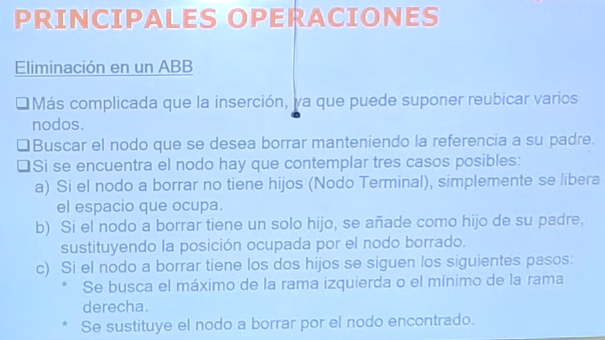 PRINCIPALES OPERACIONES
Eliminación en un ABB
❑Más complicada que la inserción, ya que puede suponer reubicar varios
nodos.
❑Buscar el nodo que se desea borrar manteniendo la referencia a su padre.
❑Si se encuentra el nodo hay que contemplar tres casos posibles:
a) Si el nodo a borrar no tiene hijos (Nodo Terminal), simplemente se libera
el espacio que ocupa.
b) Si el nodo a borrar tiene un solo hijo, se añade como hijo de su padre,
sustituyendo la posición ocupada por el nodo borrado.
c) Si el nodo a borrar tiene los dos hijos se siguen los siguientes pasos:
* Se busca el máximo de la rama izquierda o el mínimo de la rama
derecha.
* Se sustituye el nodo a borrar por el nodo encontrado.